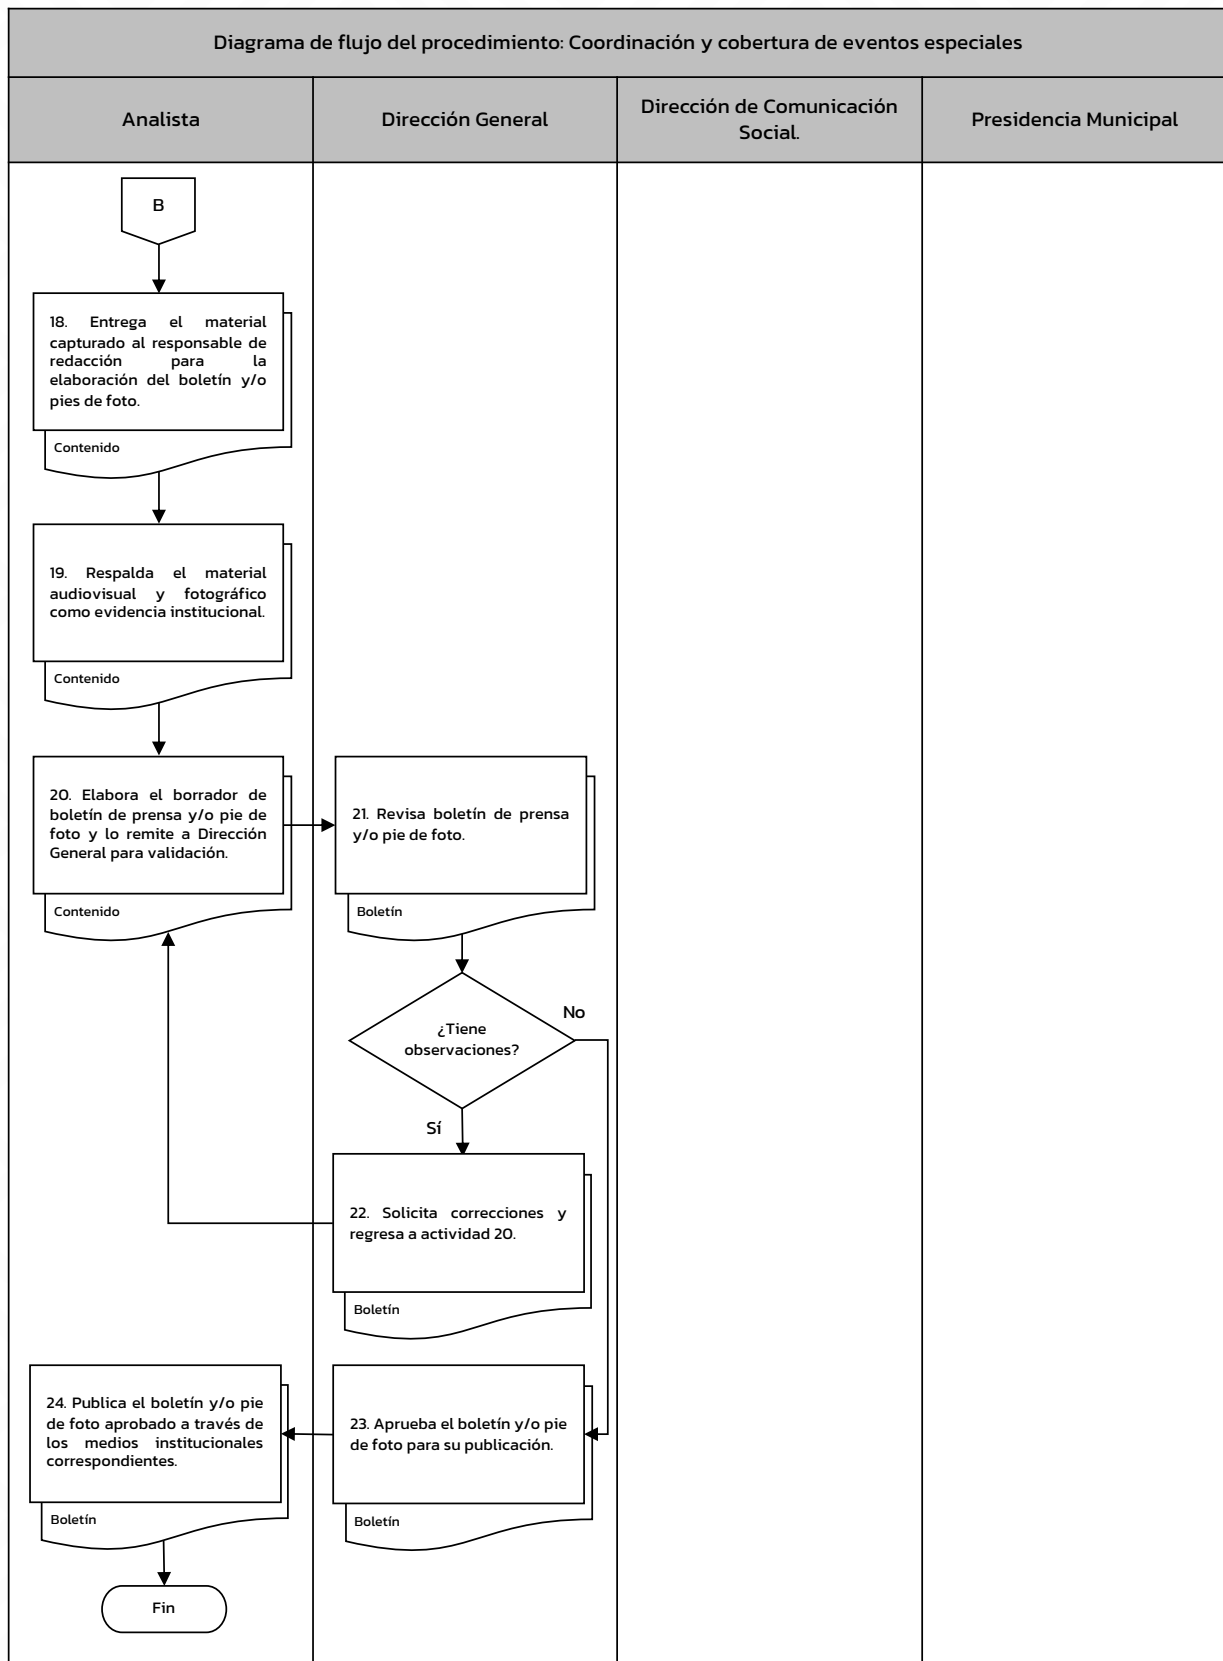 Diagrama de flujo del procedimiento: Coordinación y cobertura de eventos especiales
Analista
Dirección General
Dirección de Comunicación
Social.
Presidencia Municipal
B
18. Entrega el material
capturado al responsable de
redacción para la
elaboración del boletín y/o
pies de foto.
Contenido
19. Respalda el material
audiovisual y fotográfico
como evidencia institucional.
Contenido
20. Elabora el borrador de
boletín de prensa y/o pie de
foto y lo remite a Dirección
General para validación.
Contenido
21. Revisa boletín de prensa
y/o pie de foto.
Boletín
¿Tiene
observaciones?
No
Sí
22. Solicita correcciones y
regresa a actividad 20.
Boletín
23. Aprueba el boletín y/o pie
de foto para su publicación.
Boletín
24. Publica el boletín y/o pie
de foto aprobado a través de
los medios institucionales
correspondientes.
Boletín
Fin